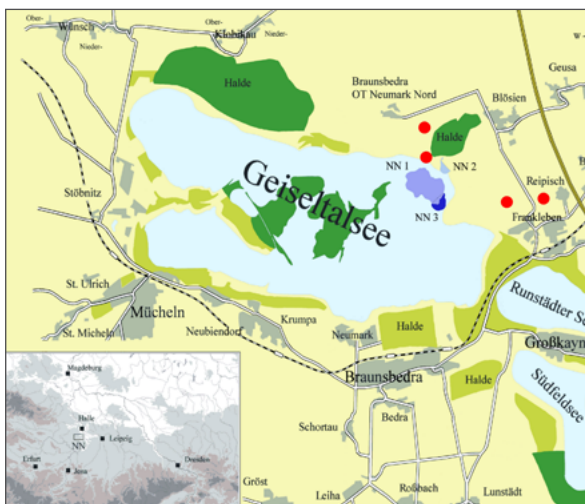 Ober-
Wünsch
Nieder-
Ober-
Klobikau
Nieder-
Halde
Braunsbedra
OT Neumark Nord
Geusa
Blösien
Halde
NN 1
NN 2
NN 3
Reipisch
Frankleben
Geiseltalsee
Stöbnitz
St. Ulrich
Mücheln
St. Micheln
Neubiendorf
Krumpa
Neumark
Halde
Runstädter Se
Großkayn
Braunsbedra
Halde
Südfeldsee
Bedra
Schortau
Roßbach
Lunstädt
Leiha
Gröst
Magdeburg
Halle
NN
Leipzig
Erfurt
Jena
Dresden